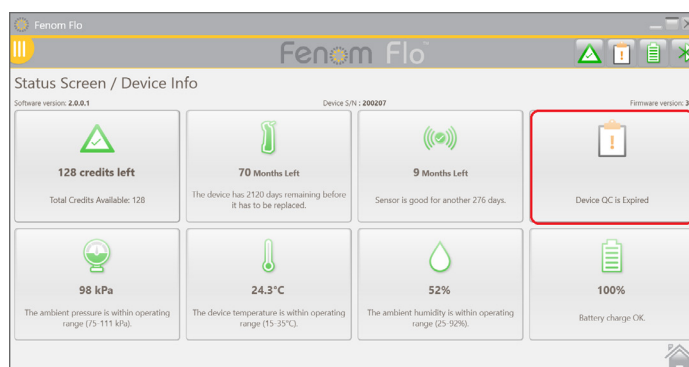 Fenom Flo
Fenom Flo™
Status Screen / Device Info
Software version: 2.0.0.1
Device S/N : 200207
Firmware version: 3
128 credits left
Total Credits Available: 128
70 Months Left
The device has 2120 days remaining before
it has to be replaced.
9 Months Left
Sensor is good for another 276 days.
Device QC is Expired
98 kPa
The ambient pressure is within operating
range (75-111 kPa).
24.3°C
The device temperature is within operating
range (15-35°C).
52%
The ambient humidity is within operating
range (25-92%).
100%
Battery charge OK.